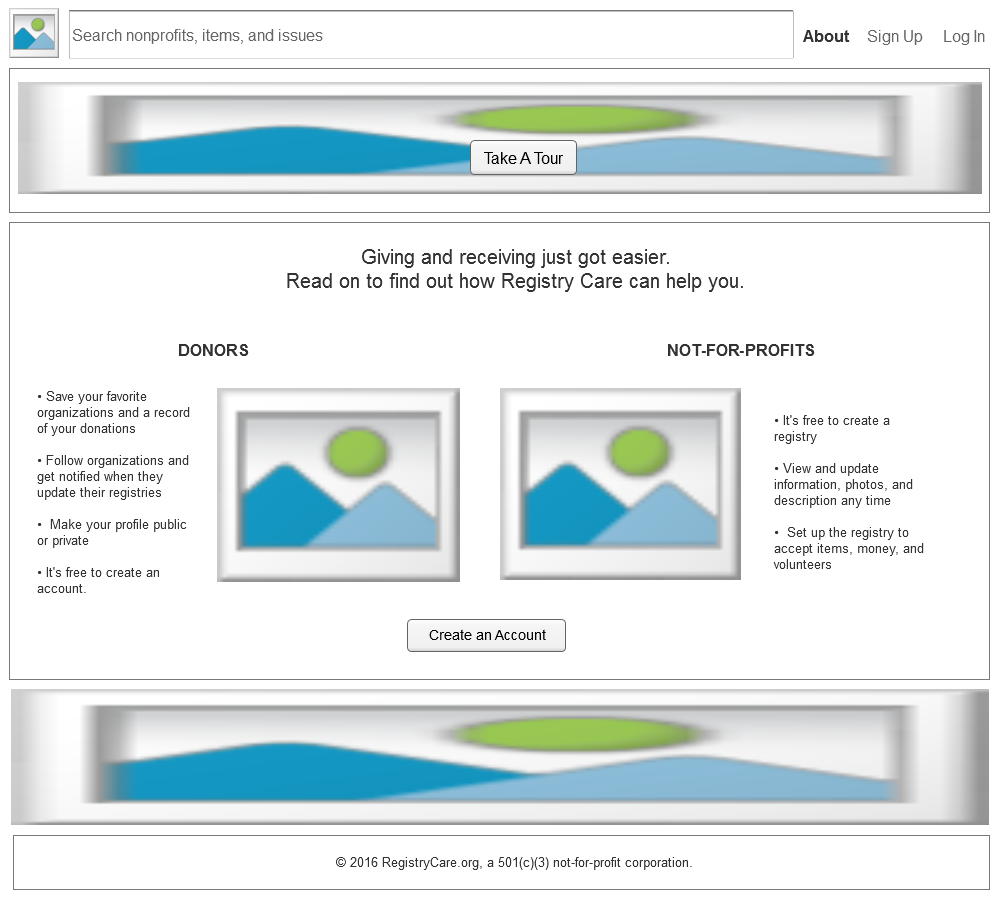 Search nonprofits, items, and issues
About
Sign Up
Log In
Take A Tour
Giving and receiving just got easier.
Read on to find out how Registry Care can help you.
DONORS
• Save your favorite
organizations and a record
of your donations
• Follow organizations and
get notified when they
update their registries
• Make your profile public
or private
• It's free to create an
account.
NOT-FOR-PROFITS
• It's free to create a
registry
• View and update
information, photos, and
description any time
• Set up the registry to
accept items, money, and
volunteers
Create an Account
© 2016 RegistryCare.org, a 501(c)(3) not-for-profit corporation.